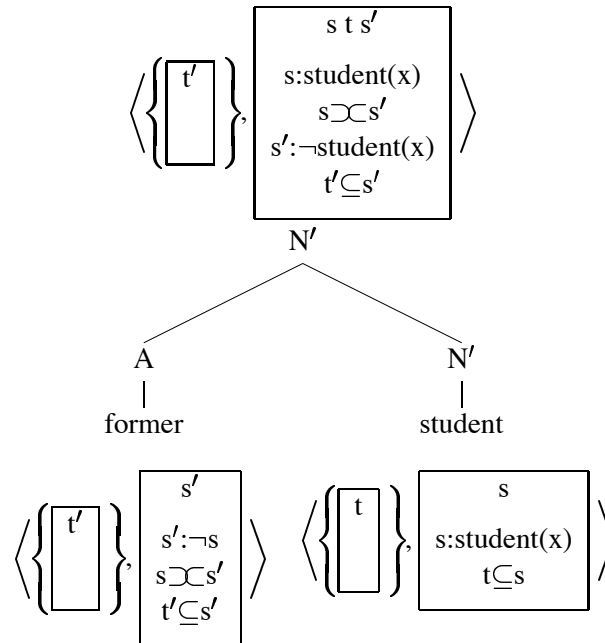 s t s′
⟨{ t′ }, s:student(x) ⟩
s⊃⊂s′
s′:¬student(x)
t′⊆s′
N′
A N′
former student
s′ s
⟨{ t′ }, s′:¬s ⟩ ⟨{ t }, s:student(x) ⟩
s⊃⊂s′ t⊆s
t′⊆s′